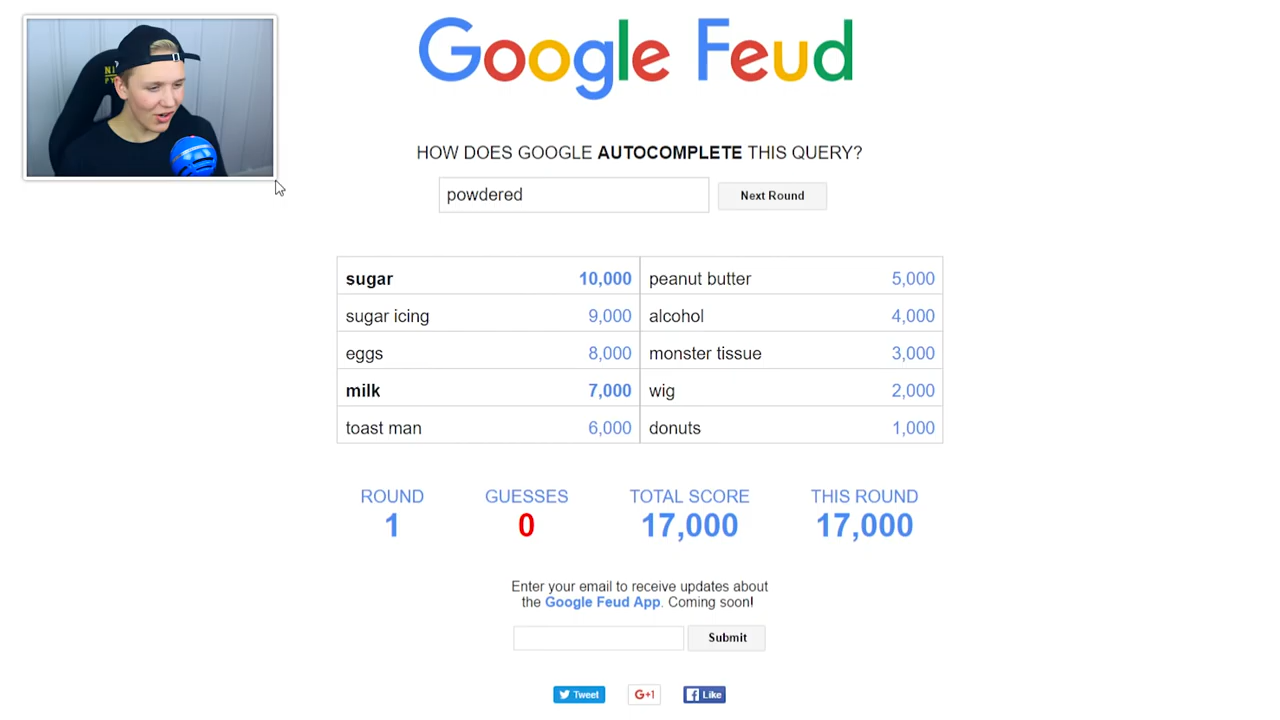 Google Feud
HOW DOES GOOGLE AUTOCOMPLETE THIS QUERY?
powdered
Next Round
sugar 10,000
peanut butter 5,000
sugar icing 9,000
alcohol 4,000
eggs 8,000
monster tissue 3,000
milk 7,000
wig 2,000
toast man 6,000
donuts 1,000
ROUND
GUESSES
TOTAL SCORE
THIS ROUND
1
0
17,000
17,000
Enter your email to receive updates about
the Google Feud App. Coming soon!
Submit
Tweet
G+1
Like